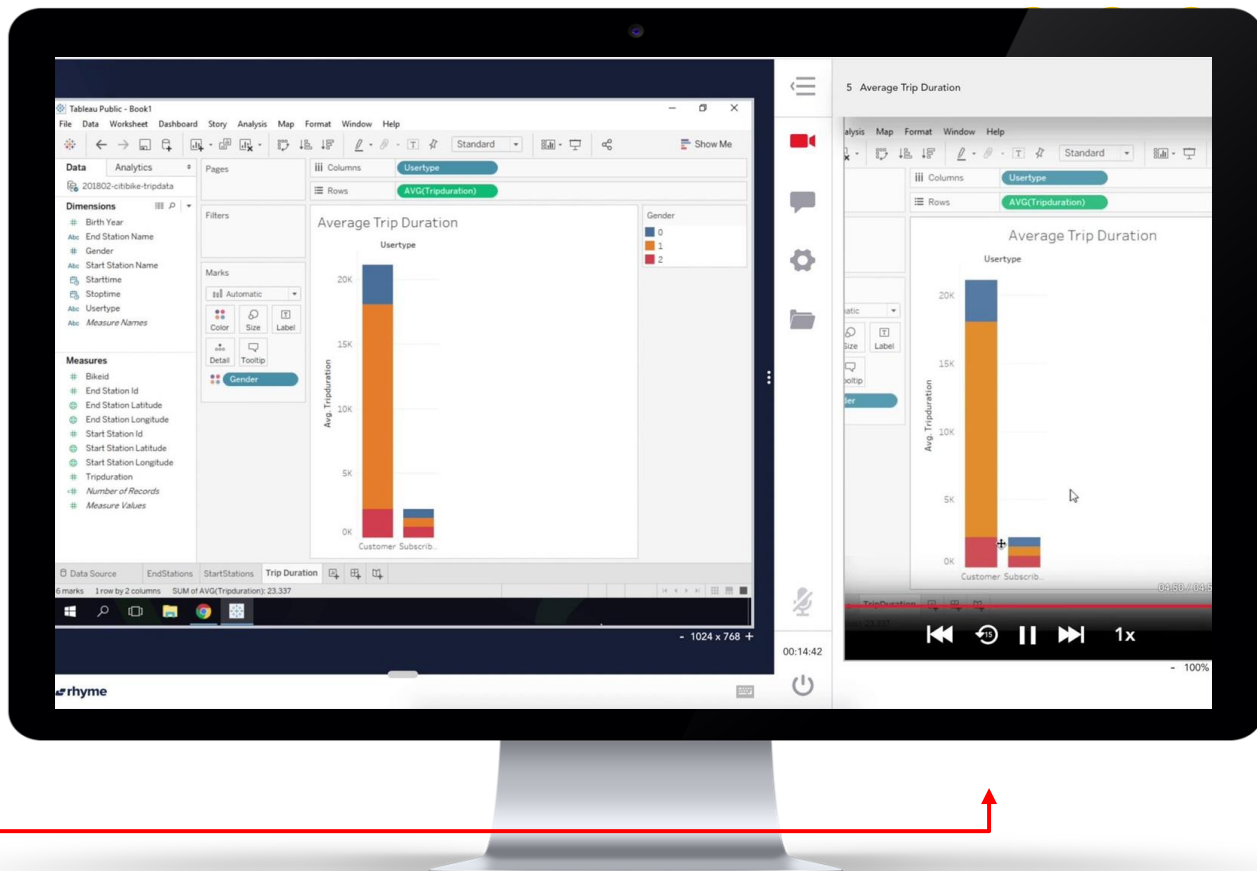 Tableau Public - Book1
File Data Worksheet Dashboard Story Analysis Map Format Window Help
Standard
Show Me
Data Analytics
201802-citibike-tripdata
Dimensions
# Birth Year
Abc End Station Name
# Gender
Abc Start Station Name
Starttime
Stoptime
Abc Usertype
Abc Measure Names
Measures
# Bikeid
# End Station Id
End Station Latitude
End Station Longitude
# Start Station Id
Start Station Latitude
Start Station Longitude
# Tripduration
=# Number of Records
# Measure Values
Pages
Filters
Marks
Automatic
Color Size Label
Detail Tooltip
Gender
Columns Usertype
Rows AVG(Tripduration)
Average Trip Duration
Usertype
20K
15K
10K
5K
0K
Avg. Tripduration
Customer Subscrib..
Gender
0
1
2
Data Source EndStations StartStations Trip Duration
6 marks 1 row by 2 columns SUM of AVG(Tripduration): 23.337
- 1024 x 768 +
rhyme
00:14:42
5 Average Trip Duration
alysis Map Format Window Help
Standard
Columns Usertype
Rows AVG(Tripduration)
matic
Size Label
ooltip
der
Average Trip Duration
Usertype
20K
15K
10K
5K
0K
Avg. Tripduration
Customer Subscrib..
TripDuration
15
1x
- 100%